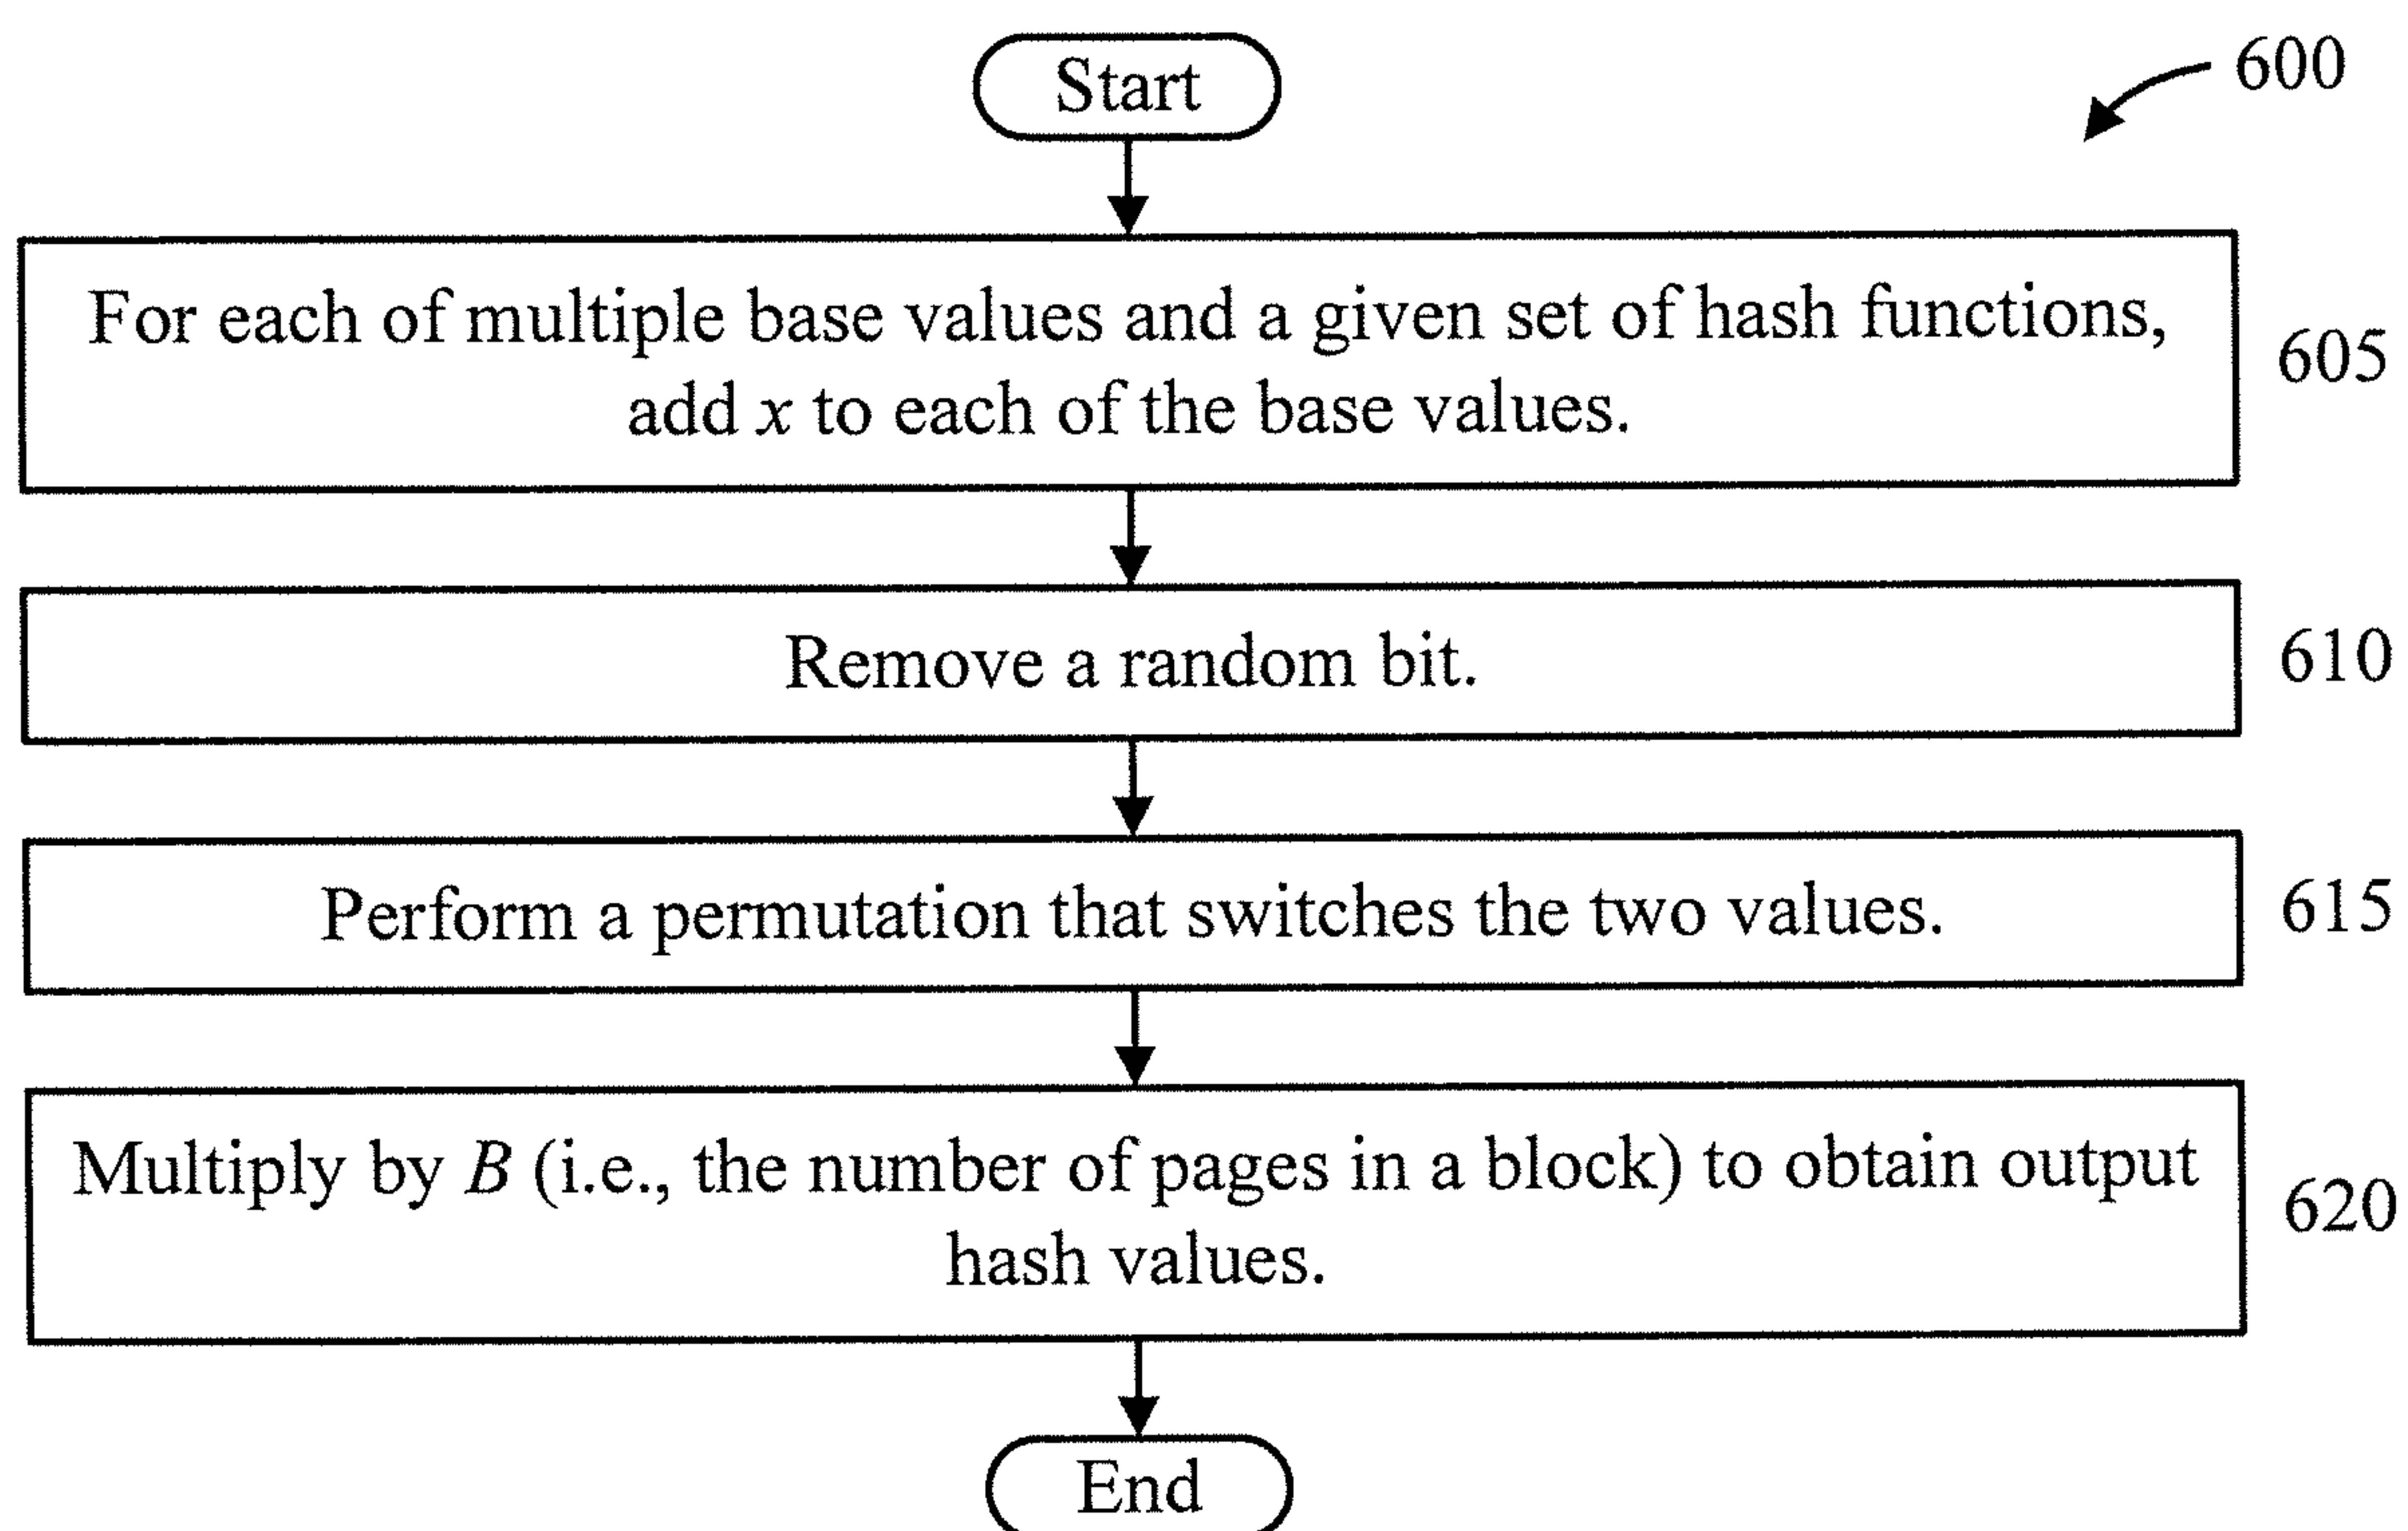 Start
600
For each of multiple base values and a given set of hash functions,
add x to each of the base values.
605
Remove a random bit.
610
Perform a permutation that switches the two values.
615
Multiply by B (i.e., the number of pages in a block) to obtain output
hash values.
620
End